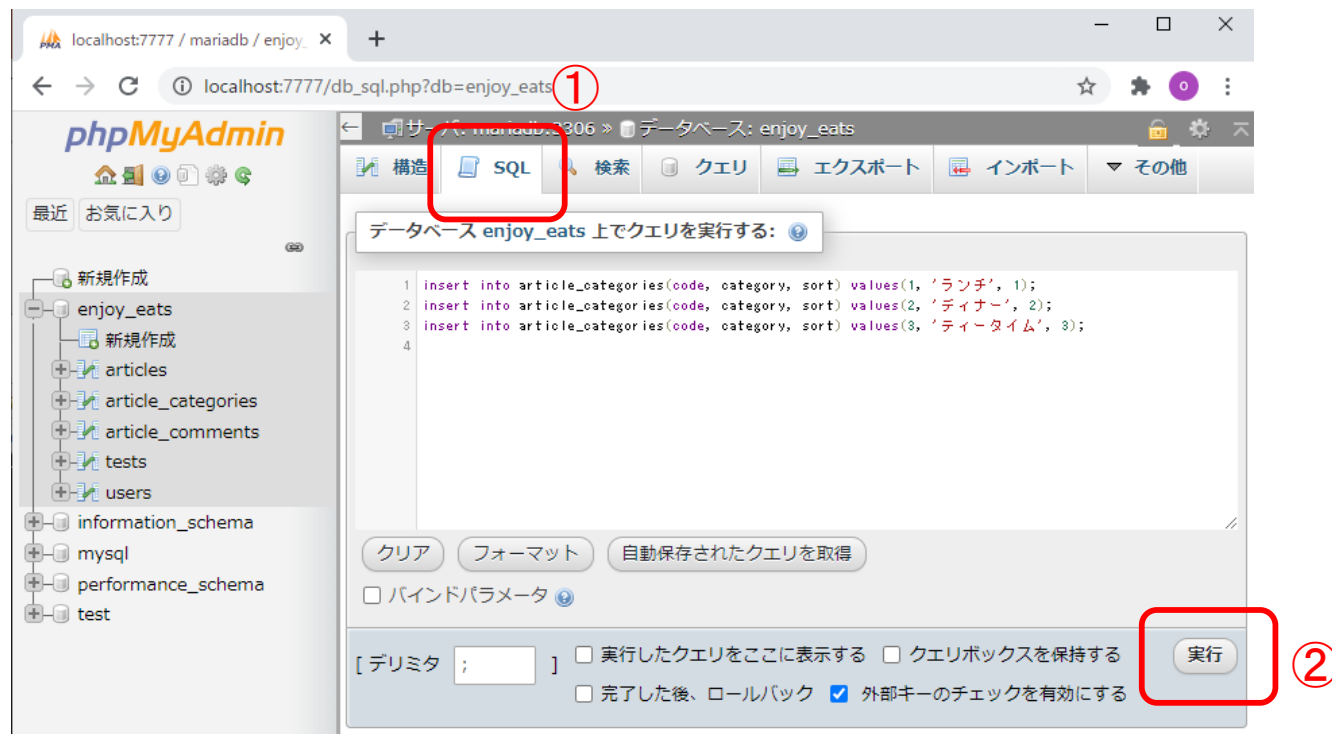 localhost:7777 / mariadb / enjoy_
localhost:7777/db_sql.php?db=enjoy_eats
①
phpMyAdmin
最近 お気に入り
新規作成
enjoy_eats
新規作成
articles
article_categories
article_comments
tests
users
information_schema
mysql
performance_schema
test
サーバ: mariadb:3306 » データベース: enjoy_eats
構造 SQL 検索 クエリ エクスポート インポート その他
データベース enjoy_eats 上でクエリを実行する:
1 insert into article_categories(code, category, sort) values(1, 'ランチ', 1);
2 insert into article_categories(code, category, sort) values(2, 'ディナー', 2);
3 insert into article_categories(code, category, sort) values(3, 'ティータイム', 3);
4
クリア フォーマット 自動保存されたクエリを取得
バインドパラメータ
[ デリミタ ; ] 実行したクエリをここに表示する クエリボックスを保持する 実行
完了した後、ロールバック 外部キーのチェックを有効にする
②